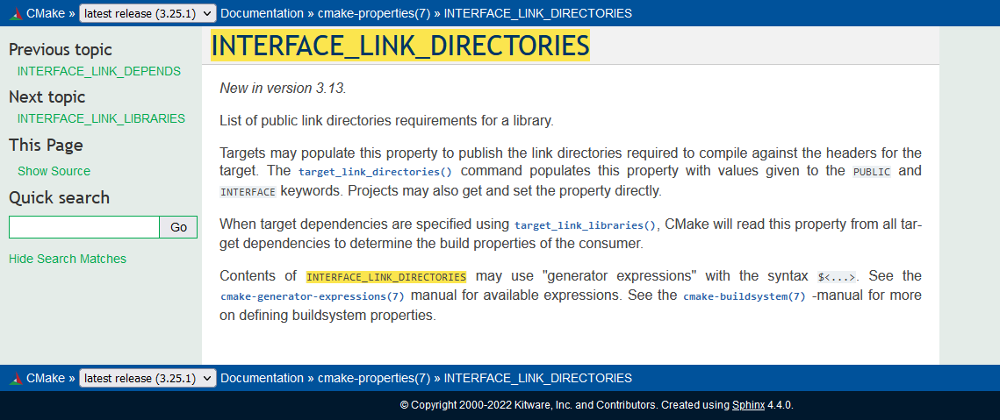 CMake » latest release (3.25.1) Documentation » cmake-properties(7) » INTERFACE_LINK_DIRECTORIES
Previous topic
INTERFACE_LINK_DEPENDS
Next topic
INTERFACE_LINK_LIBRARIES
This Page
Show Source
Quick search
Go
Hide Search Matches
INTERFACE_LINK_DIRECTORIES
New in version 3.13.
List of public link directories requirements for a library.
Targets may populate this property to publish the link directories required to compile against the headers for the
target. The target_link_directories() command populates this property with values given to the PUBLIC and
INTERFACE keywords. Projects may also get and set the property directly.
When target dependencies are specified using target_link_libraries(), CMake will read this property from all tar-
get dependencies to determine the build properties of the consumer.
Contents of INTERFACE_LINK_DIRECTORIES may use "generator expressions" with the syntax $<...>. See the
cmake-generator-expressions(7) manual for available expressions. See the cmake-buildsystem(7) -manual for more
on defining buildsystem properties.
CMake » latest release (3.25.1) Documentation » cmake-properties(7) » INTERFACE_LINK_DIRECTORIES
© Copyright 2000-2022 Kitware, Inc. and Contributors. Created using Sphinx 4.4.0.